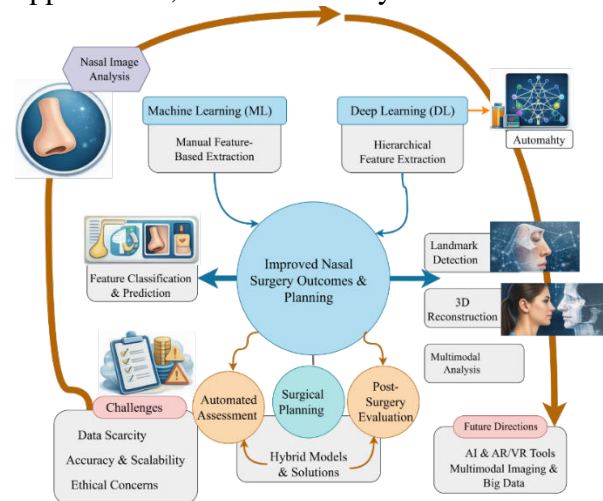 Nasal Image
Analysis
Machine Learning (ML)
Manual Feature-
Based Extraction
Deep Learning (DL)
Hierarchical
Feature Extraction
Automahty
Improved Nasal
Surgery Outcomes &
Planning
Feature Classification
& Prediction
Landmark
Detection
3D
Reconstruction
Multimodal
Analysis
Automated
Assessment
Surgical
Planning
Post-
Surgery
Evaluation
Hybrid Models
& Solutions
Challenges
Data Scarcity
Accuracy & Scalability
Ethical Concerns
Future Directions
AI & AR/VR Tools
Multimodal Imaging &
Big Data